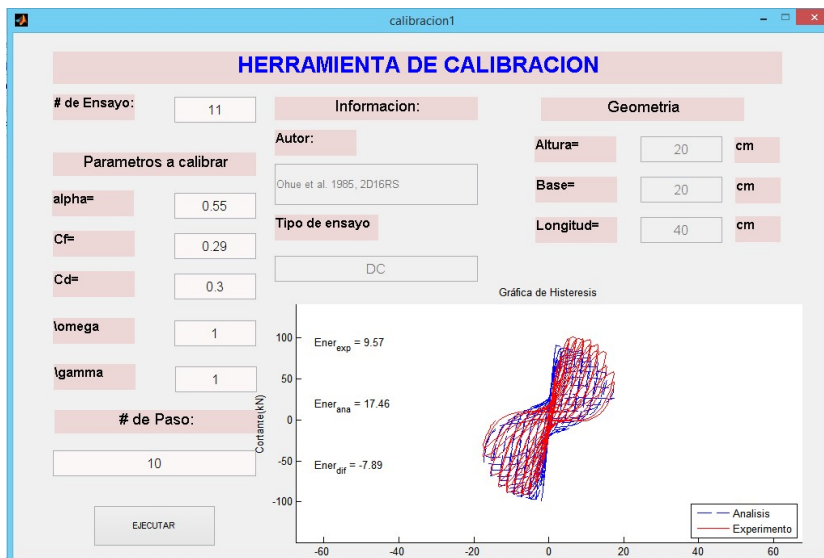 calibracion1
HERRAMIENTA DE CALIBRACION
# de Ensayo:
11
Informacion:
Geometria
Autor:
Ohue et al. 1985, 2D16RS
Altura=
20
cm
Parametros a calibrar
Base=
20
cm
alpha=
0.55
Tipo de ensayo
Longitud=
40
cm
Cf=
0.29
DC
Cd=
0.3
Gráfica de Histeresis
\omega
1
\gamma
1
# de Paso:
10
EJECUTAR
Cortante(kN)
100
50
0
-50
-100
Ener_exp = 9.57
Ener_ana = 17.46
Ener_dif = -7.89
Analisis
Experimento
-60
-40
-20
0
20
40
60